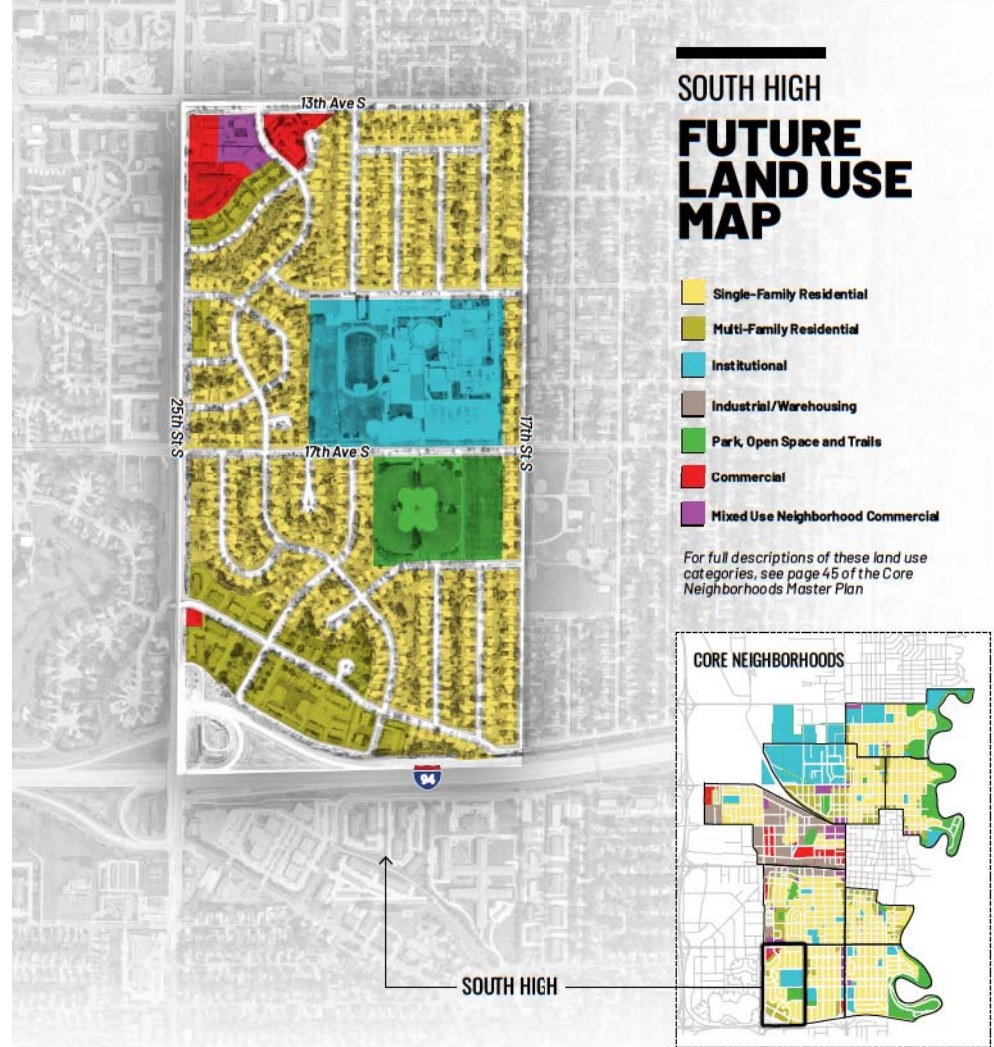 SOUTH HIGH
FUTURE
LAND USE
MAP
13th Ave S
25th St S
17th Ave S
17th St S
94
Single-Family Residential
Multi-Family Residential
Institutional
Industrial/Warehousing
Park, Open Space and Trails
Commercial
Mixed Use Neighborhood Commercial
For full descriptions of these land use
categories, see page 45 of the Core
Neighborhoods Master Plan
CORE NEIGHBORHOODS
SOUTH HIGH